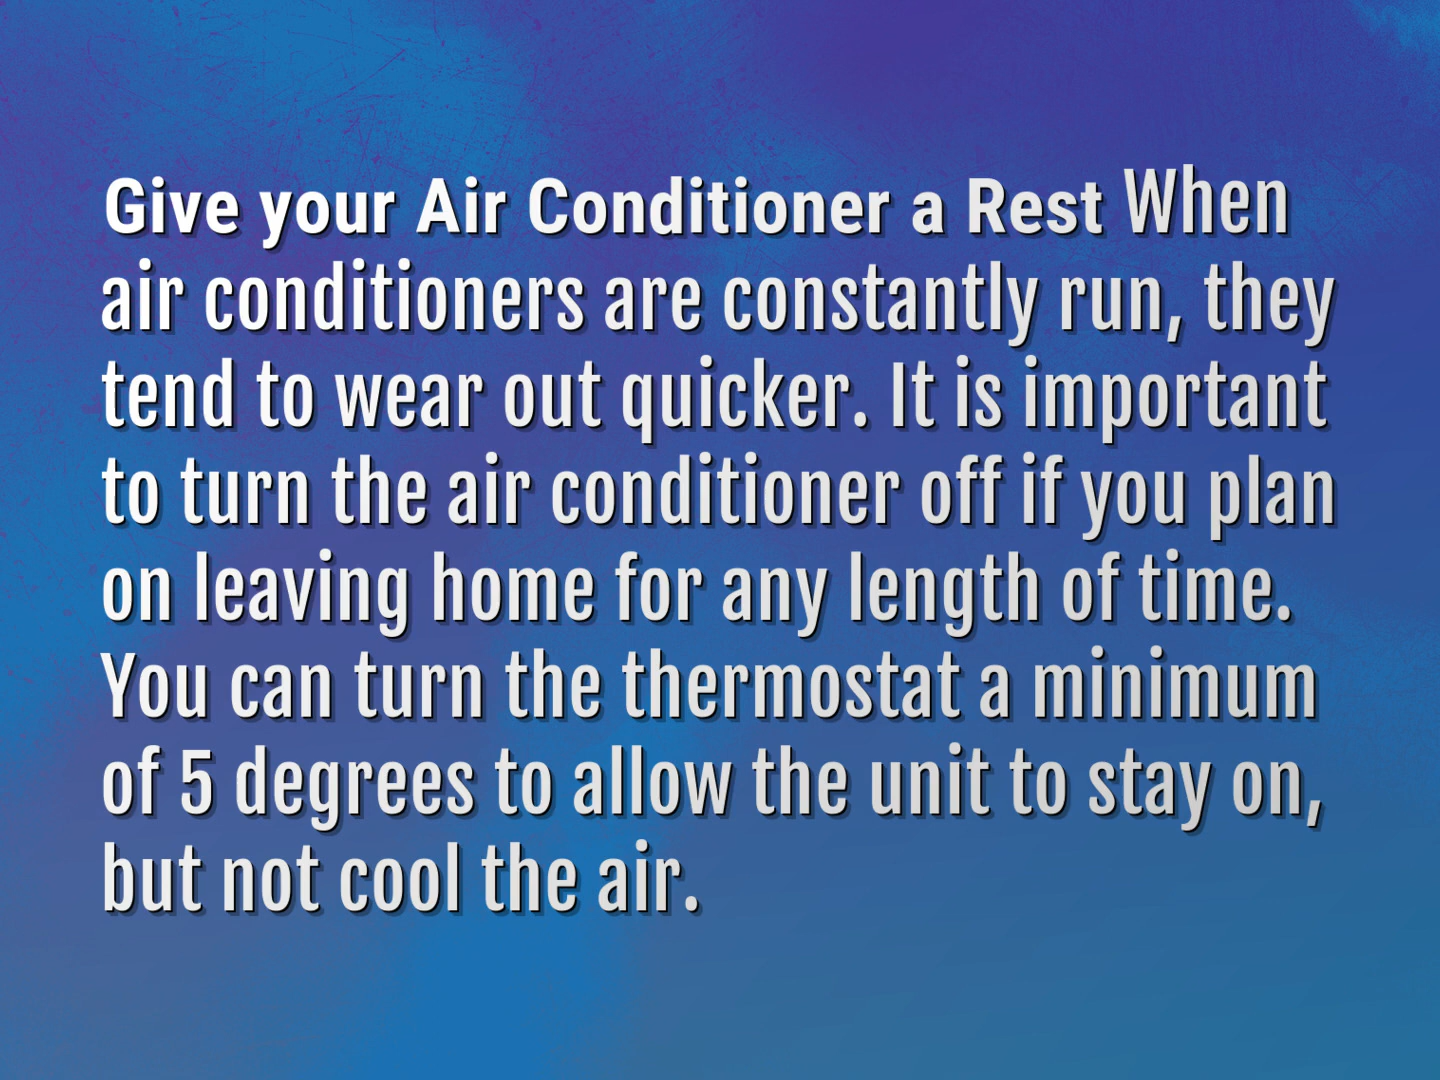 Give your Air Conditioner a Rest When
air conditioners are constantly run, they
tend to wear out quicker. It is important
to turn the air conditioner off if you plan
on leaving home for any length of time.
You can turn the thermostat a minimum
of 5 degrees to allow the unit to stay on,
but not cool the air.